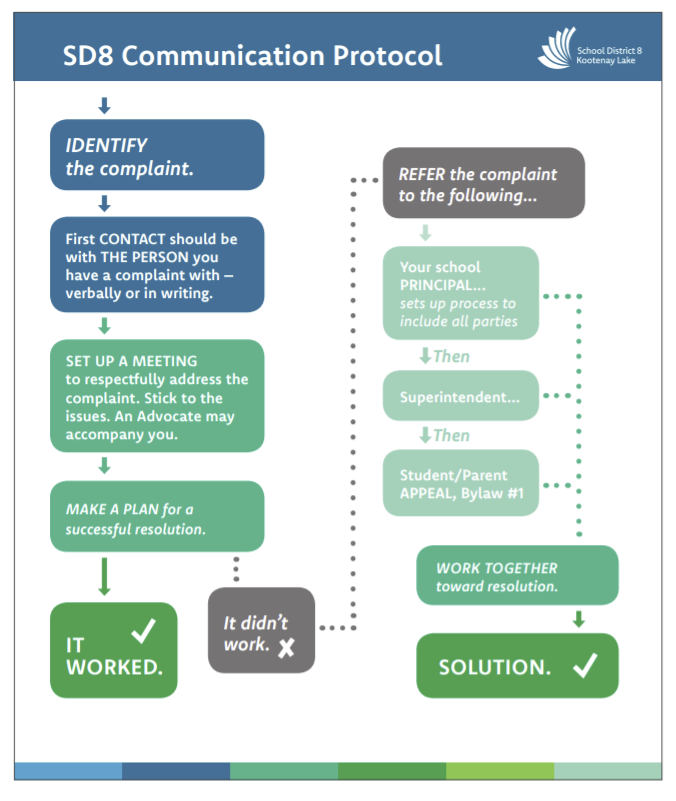 SD8 Communication Protocol
School District 8
Kootenay Lake
IDENTIFY
the complaint.
First CONTACT should be
with THE PERSON you
have a complaint with –
verbally or in writing.
SET UP A MEETING
to respectfully address the
complaint. Stick to the
issues. An Advocate may
accompany you.
MAKE A PLAN for a
successful resolution.
IT
WORKED.
It didn't
work.
REFER the complaint
to the following...
Your school
PRINCIPAL...
sets up process to
include all parties
Then
Superintendent...
Then
Student/Parent
APPEAL, Bylaw #1
WORK TOGETHER
toward resolution.
SOLUTION.